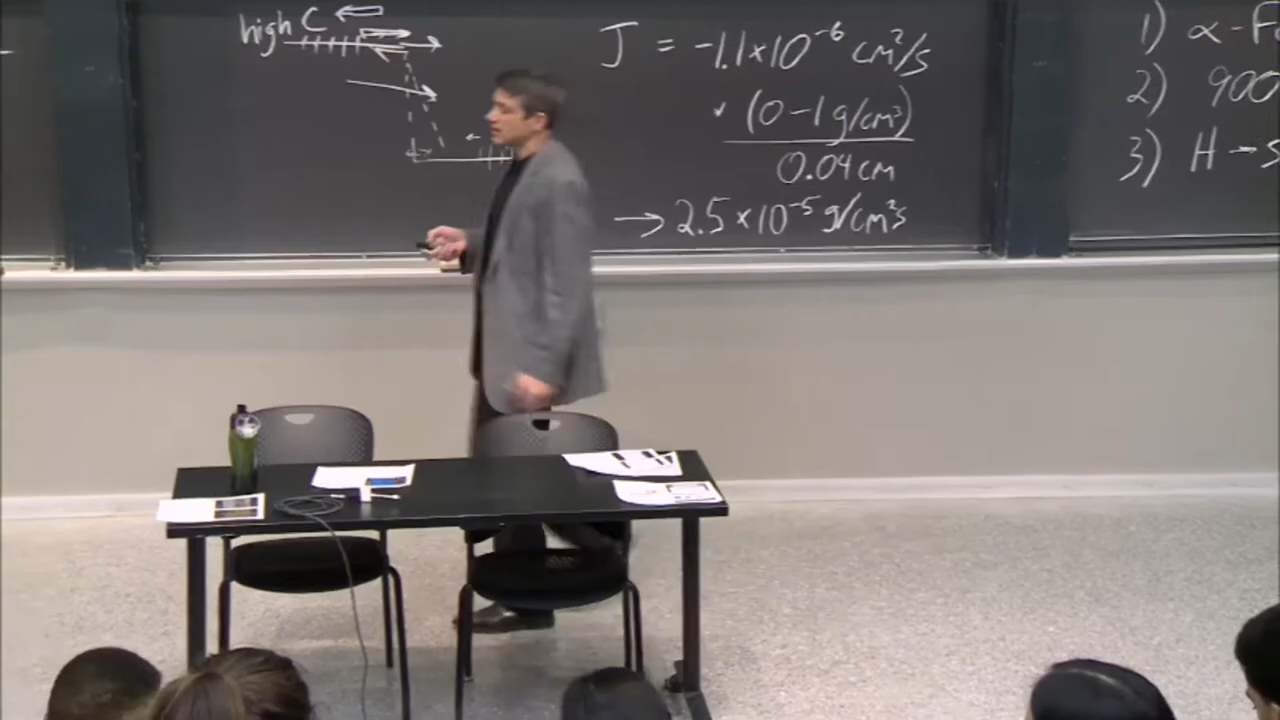 high C
J = -1.1×10⁻⁶ cm²/s
(0-1 g/cm³)
0.04 cm
→ 2.5×10⁻⁵ g/cm²s
1) α-F
2) 900
3) H →